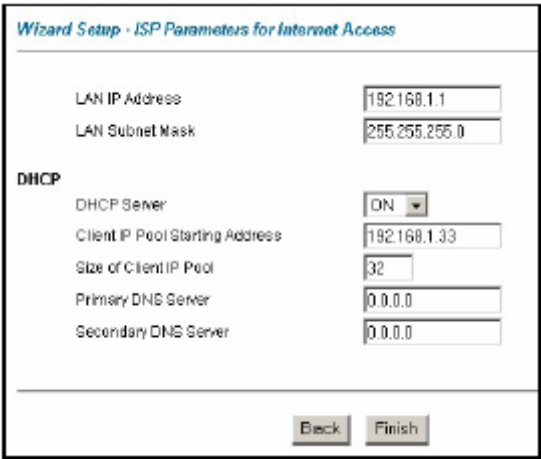 Wizard Setup - ISP Parameters for Internet Access
LAN IP Address 192.168.1.1
LAN Subnet Mask 255.255.255.0
DHCP
DHCP Server ON
Client IP Pool Starting Address 192.168.1.33
Size of Client IP Pool 32
Primary DNS Server 0.0.0.0
Secondary DNS Server 0.0.0.0
Back Finish